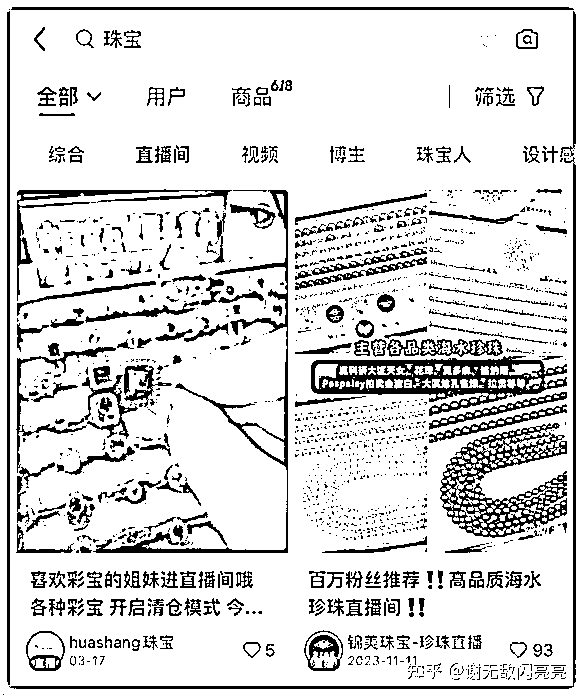 珠宝
全部 用户 商品618 筛选
综合 直播间 视频 博主 珠宝人 设计感
主营各品类海水珍珠
喜欢彩宝的姐妹进直播间哦
各种彩宝 开启清仓模式 今...
huashang珠宝
03-17
5
百万粉丝推荐‼️高品质海水
珍珠直播间‼️
锦奕珠宝-珍珠直播
2023-11-11
93
知乎 @谢无敌闪亮亮